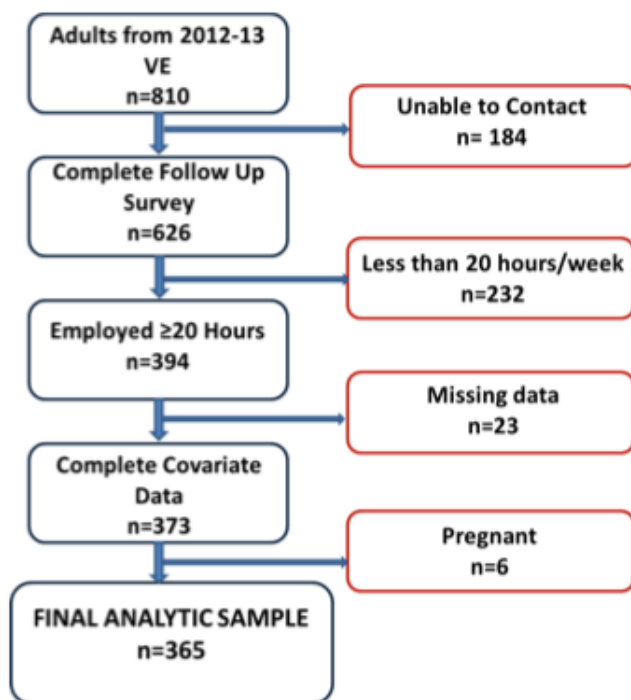 Adults from 2012-13
VE
n=810
Unable to Contact
n= 184
Complete Follow Up
Survey
n=626
Less than 20 hours/week
n=232
Employed ≥20 Hours
n=394
Missing data
n=23
Complete Covariate
Data
n=373
Pregnant
n=6
FINAL ANALYTIC SAMPLE
n=365